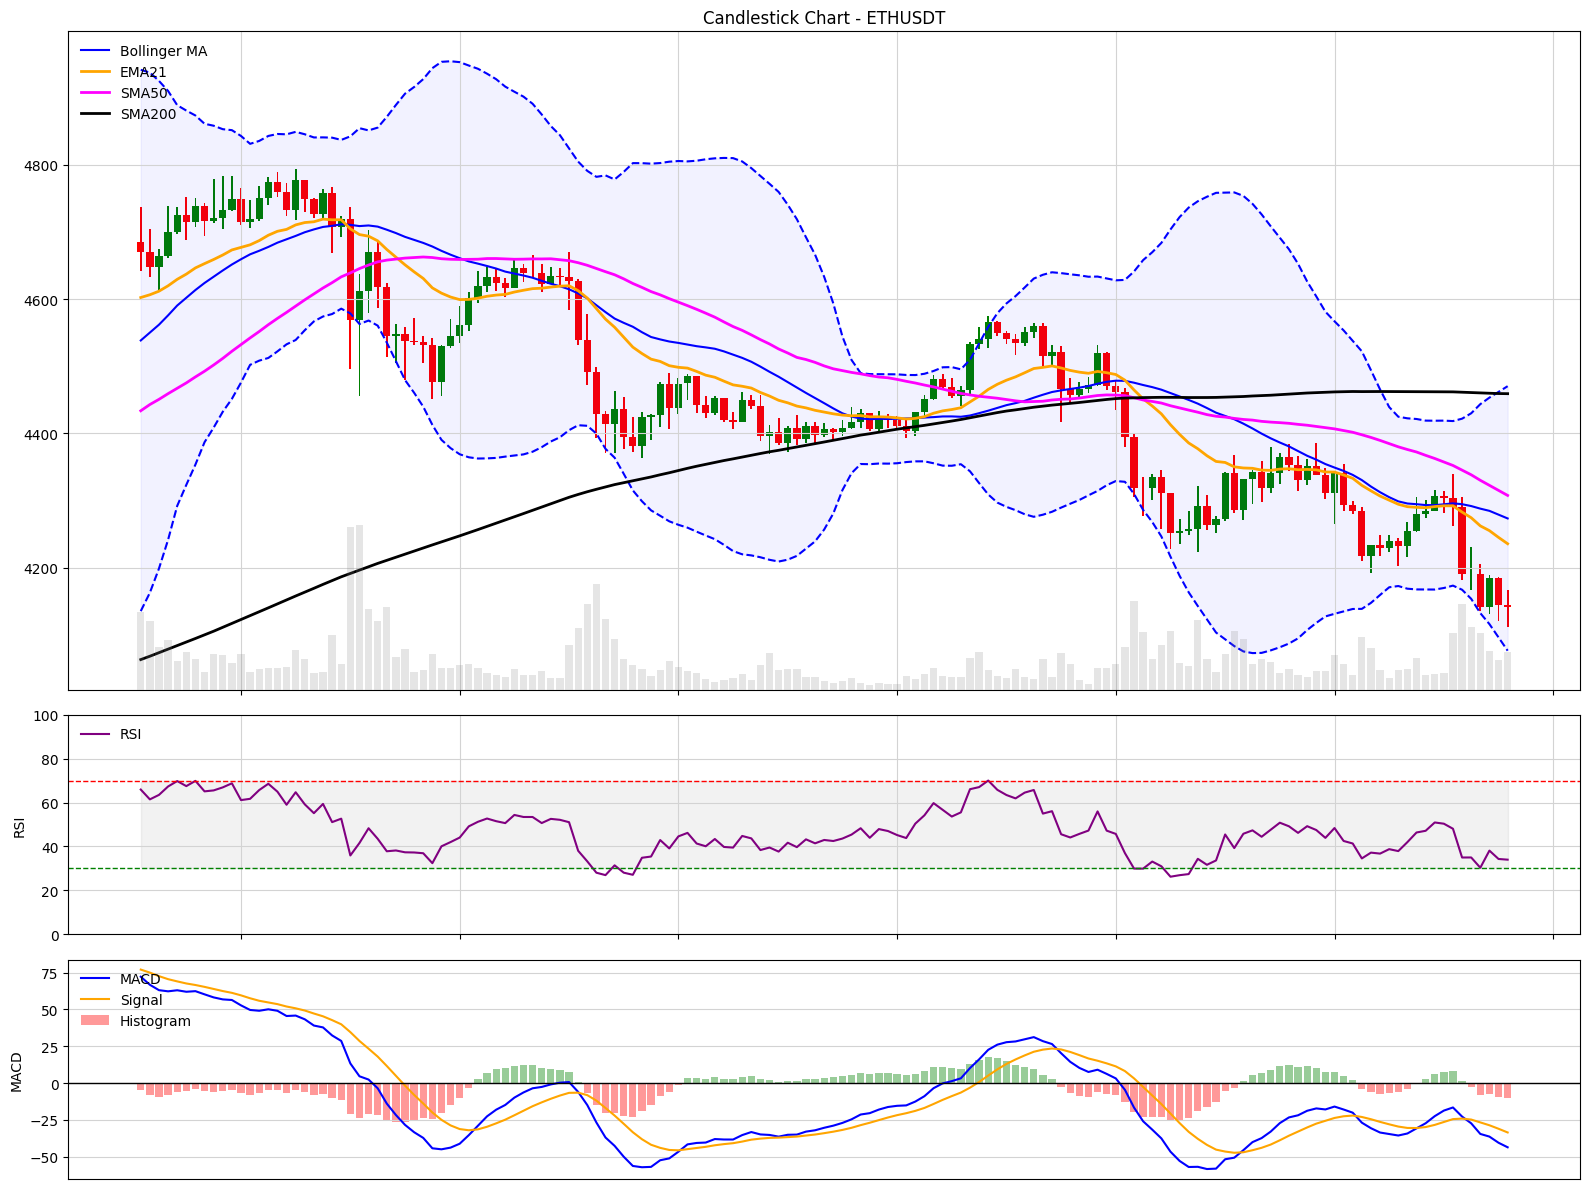 Candlestick Chart - ETHUSDT
Bollinger MA
EMA21
SMA50
SMA200
4800
4600
4400
4200
100
80
60
40
20
0
RSI
RSI
75
50
25
0
−25
−50
MACD
MACD
Signal
Histogram